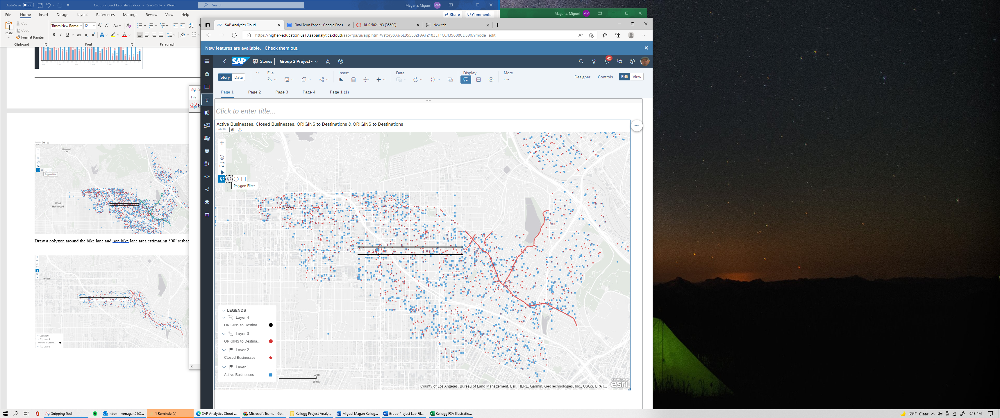 AutoSave Off Group Project Lab File V3.docx - Read-Only - Word Search Magana, Miguel MM
File Home Insert Design Layout References Mailings Review View Help Share Comments
Paste Cut Copy Format Painter
Times New Roma 12
Clipboard Font Paragraph
Universal City
West Hollywood
Polygon Filter
Draw a polygon around the bike lane and non bike lane area estimating 500' setbac
Hollywood
LEGENDS
Layer 4
ORIGINS to Destina...
Layer 3
File
Magana, Miguel MM
SAP Analytics Cloud Final Term Paper - Google Docs BUS 5021-93 (35690) New tab
https://higher-education.us10.sapanalytics.cloud/sap/fpa/ui/app.html#/story&/s/6E955E82F9AF2183E11CC4396B8CD390/?mode=edit
New features are available. Check them out.
SAP Stories Group 2 Project* 42
Story Data File Insert Data Display More Designer Controls Edit View
Page 1 Page 2 Page 3 Page 4 Page 1 (1)
Click to enter title...
Active Businesses, Closed Businesses, ORIGINS to Destinations & ORIGINS to Destinations
Subtitle
Polygon Filter
Hollywood
LEGENDS
Layer 4
ORIGINS to Destina...
Layer 3
ORIGINS to Destina...
Layer 2
Closed Businesses
Layer 1
Active Businesses
1km
0.6mi
County of Los Angeles, Bureau of Land Management, Esri, HERE, Garmin, GeoTechnologies, Inc., USGS, EPA |...
POWERED BY
esri
Snipping Tool Inbox - mmagan51@... 1 Reminder(s) SAP Analytics Cloud ... Microsoft Teams - Go... Kellogg Project Analy... Miguel Magan Kellog... Group Project Lab Fil... Kellogg FSA Illustratio... 69°F Clear 9:13 PM